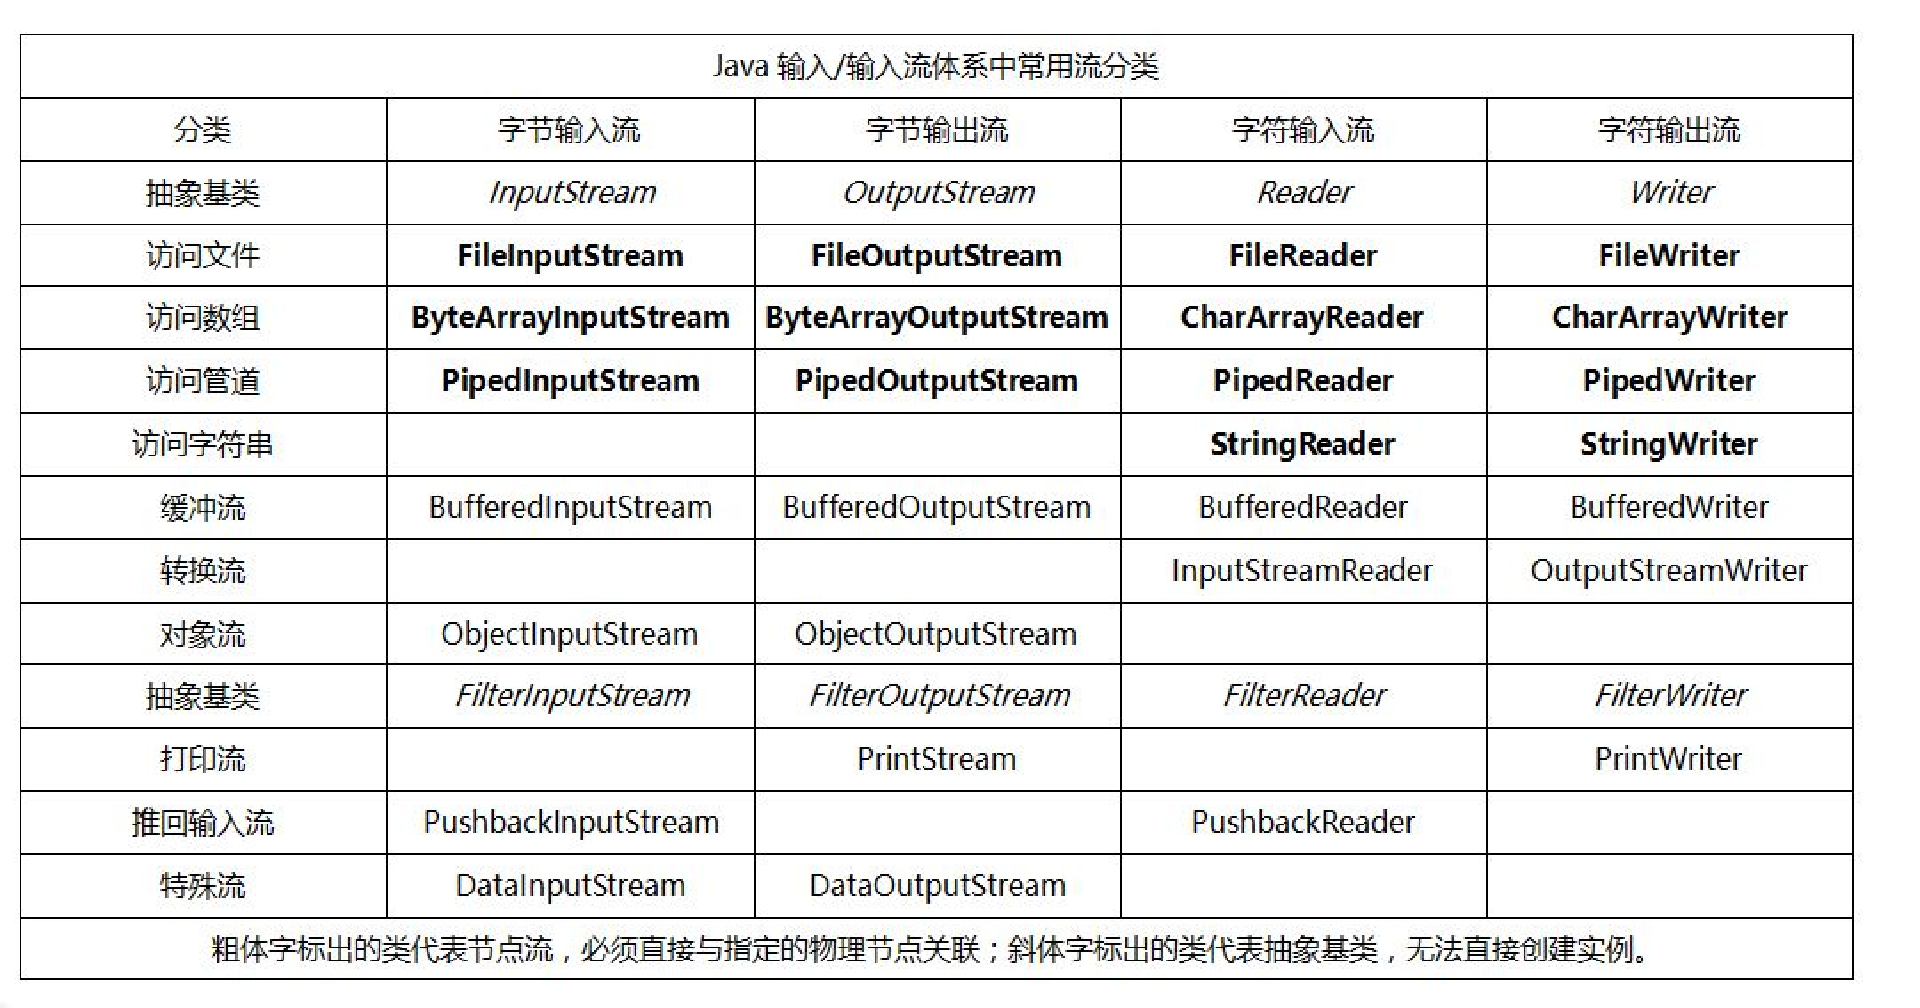 Java 输入/输入流体系中常用流分类
分类 字节输入流 字节输出流 字符输入流 字符输出流
抽象基类 InputStream OutputStream Reader Writer
访问文件 FileInputStream FileOutputStream FileReader FileWriter
访问数组 ByteArrayInputStream ByteArrayOutputStream CharArrayReader CharArrayWriter
访问管道 PipedInputStream PipedOutputStream PipedReader PipedWriter
访问字符串 StringReader StringWriter
缓冲流 BufferedInputStream BufferedOutputStream BufferedReader BufferedWriter
转换流 InputStreamReader OutputStreamWriter
对象流 ObjectInputStream ObjectOutputStream
抽象基类 FilterInputStream FilterOutputStream FilterReader FilterWriter
打印流 PrintStream PrintWriter
推回输入流 PushbackInputStream PushbackReader
特殊流 DataInputStream DataOutputStream
粗体字标出的类代表节点流，必须直接与指定的物理节点关联；斜体字标出的类代表抽象基类，无法直接创建实例。